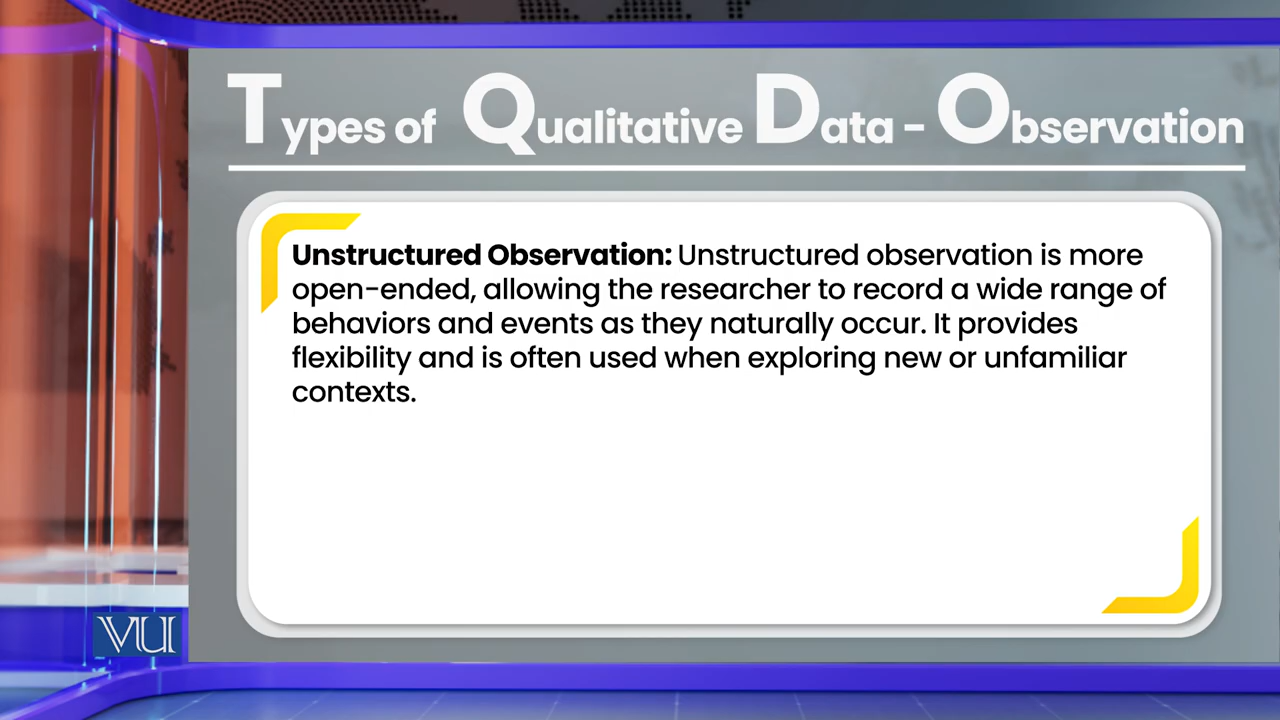 Types of Qualitative Data - Observation
Unstructured Observation: Unstructured observation is more
open-ended, allowing the researcher to record a wide range of
behaviors and events as they naturally occur. It provides
flexibility and is often used when exploring new or unfamiliar
contexts.
VU